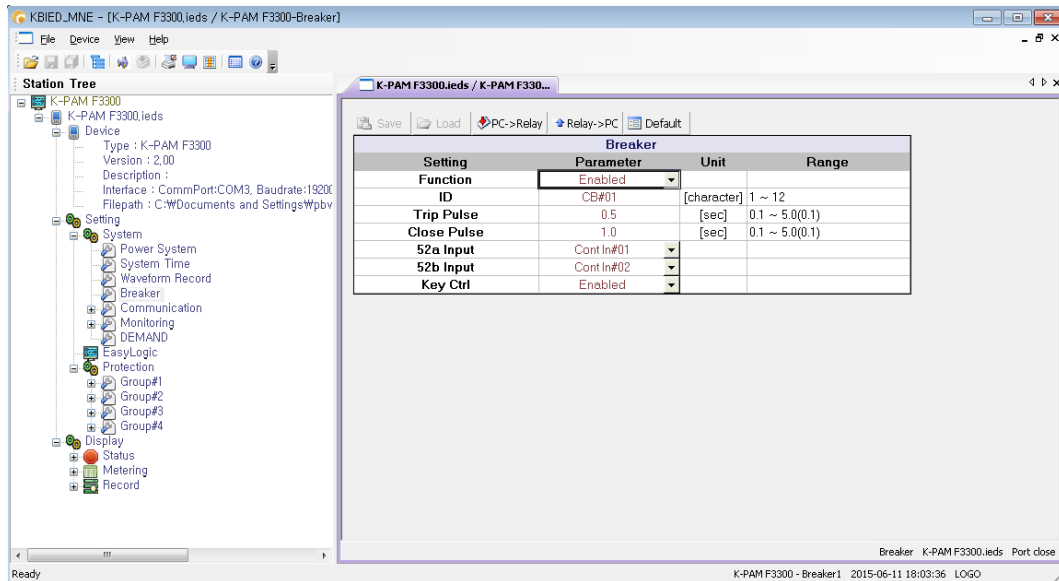 KBIED_MNE - [K-PAM F3300,ieds / K-PAM F3300-Breaker]
File Device View Help
Station Tree
K-PAM F3300.ieds / K-PAM F330...
K-PAM F3300
K-PAM F3300,ieds
Device
Type : K-PAM F3300
Version : 2,00
Description :
Interface : CommPort:COM3, Baudrate:19200
Filepath : C:₩Documents and Settings₩pbv
Setting
System
Power System
System Time
Waveform Record
Breaker
Communication
Monitoring
DEMAND
EasyLogic
Protection
Group#1
Group#2
Group#3
Group#4
Display
Status
Metering
Record
Save Load PC->Relay Relay->PC Default
Breaker
Setting Parameter Unit Range
Function Enabled
ID CB#01 [character] 1 ~ 12
Trip Pulse 0.5 [sec] 0.1 ~ 5.0(0.1)
Close Pulse 1.0 [sec] 0.1 ~ 5.0(0.1)
52a Input Cont In#01
52b Input Cont In#02
Key Ctrl Enabled
Breaker K-PAM F3300.ieds Port close
Ready K-PAM F3300 - Breaker1 2015-06-11 18:03:36 LOGO